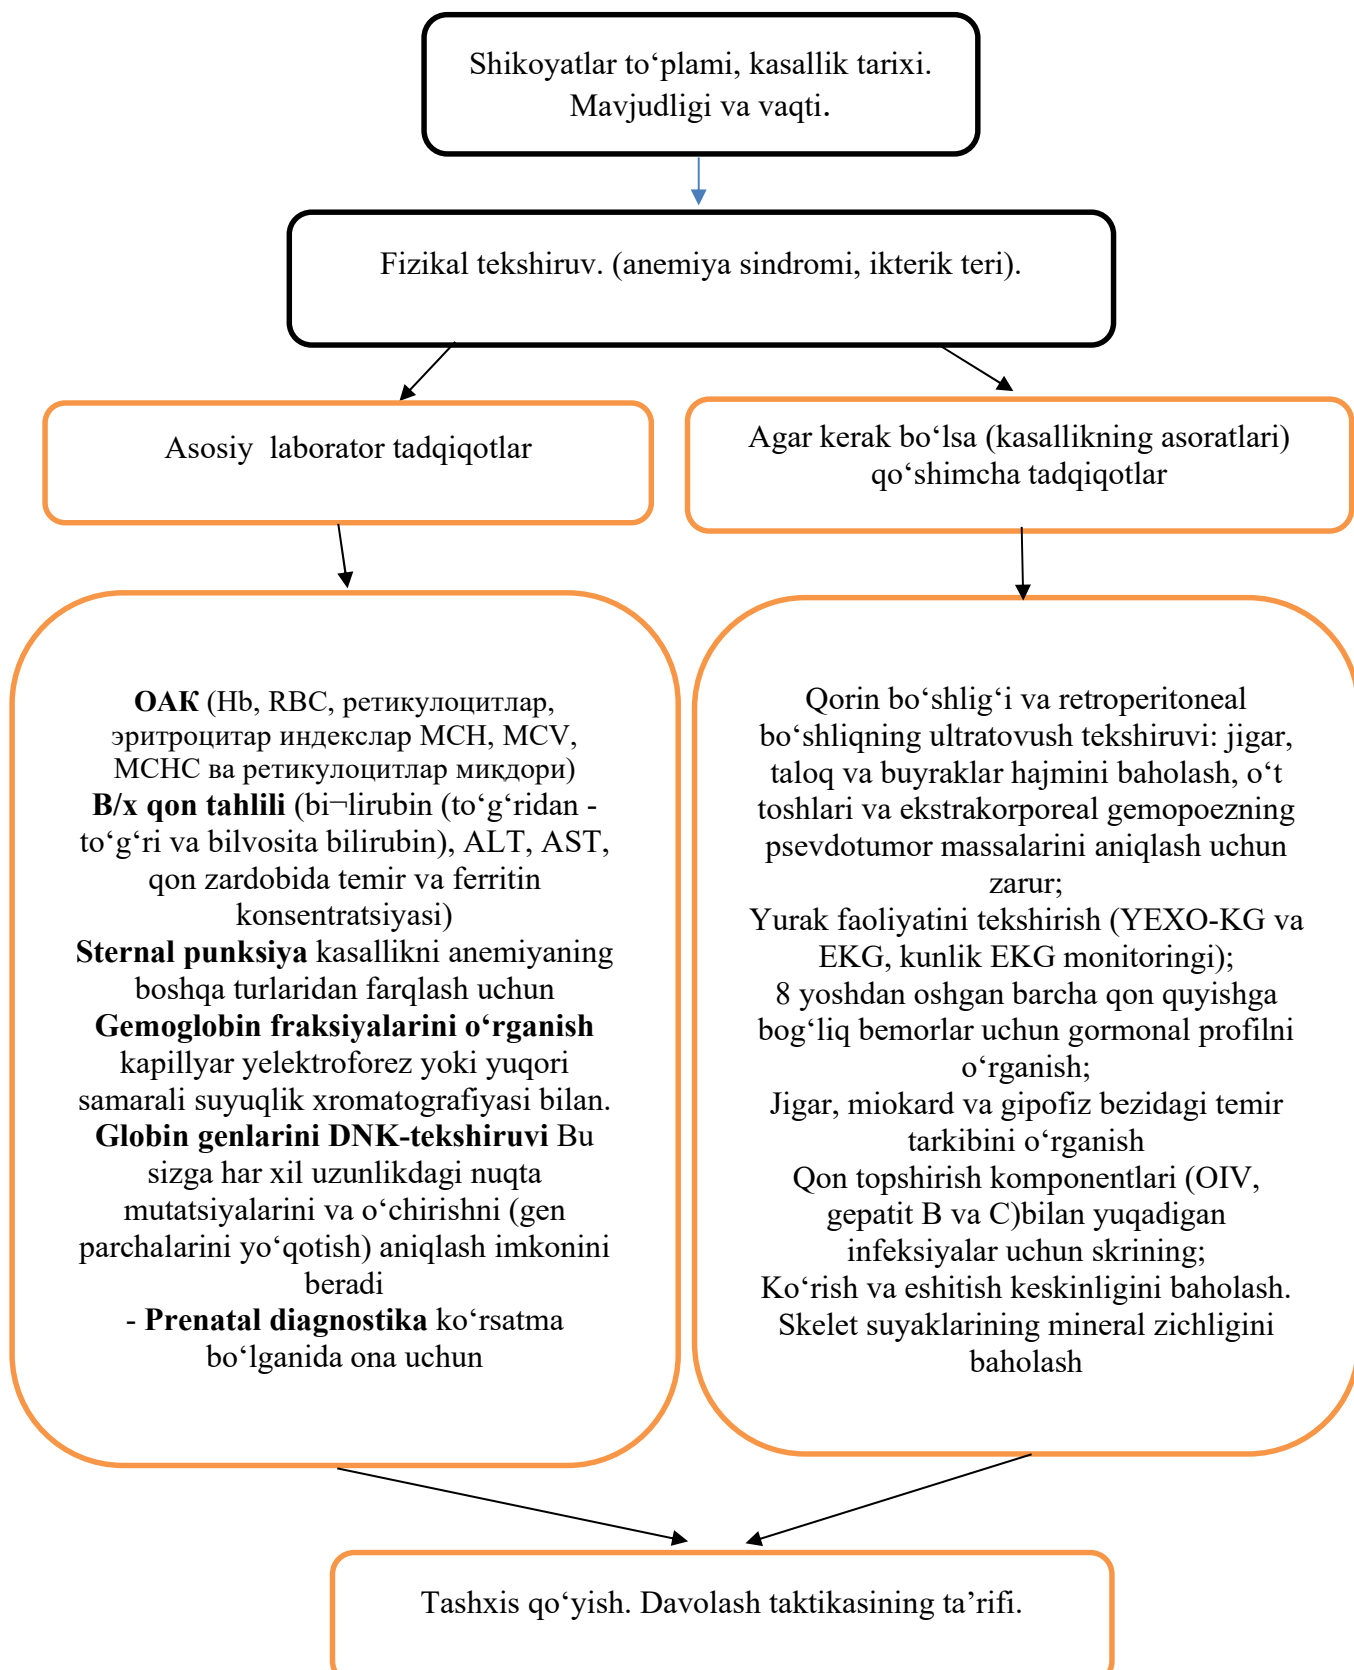 Shikoyatlar to‘plami, kasallik tarixi.
Mavjudligi va vaqti.
Fizikal tekshiruv. (anemiya sindromi, ikterik teri).
Asosiy laborator tadqiqotlar
Agar kerak bo‘lsa (kasallikning asoratlari)
qo‘shimcha tadqiqotlar
ОАК (Hb, RBC, ретикулоцитлар,
эритроцитар индекслар MCH, MCV,
MCHC ва ретикулоцитлар миқдори)
B/x qon tahlili (bi¬lirubin (to‘g‘ridan -
to‘g‘ri va bilvosita bilirubin), ALT, AST,
qon zardobida temir va ferritin
konsentratsiyasi)
Sternal punksiya kasallikni anemiyaning
boshqa turlaridan farqlash uchun
Gemoglobin fraksiyalarini o‘rganish
kapillyar yelektroforez yoki yuqori
samarali suyuqlik xromatografiyasi bilan.
Globin genlarini DNK-tekshiruvi Bu
sizga har xil uzunlikdagi nuqta
mutatsiyalarini va o‘chirishni (gen
parchalarini yo‘qotish) aniqlash imkonini
beradi
- Prenatal diagnostika ko‘rsatma
bo‘lganida ona uchun
Qorin bo‘shlig‘i va retroperitoneal
bo‘shliqning ultratovush tekshiruvi: jigar,
taloq va buyraklar hajmini baholash, o‘t
toshlari va ekstrakorporeal gemopoezning
psevdotumor massalarini aniqlash uchun
zarur;
Yurak faoliyatini tekshirish (YEXO-KG va
EKG, kunlik EKG monitoringi);
8 yoshdan oshgan barcha qon quyishga
bog‘liq bemorlar uchun gormonal profilni
o‘rganish;
Jigar, miokard va gipofiz bezidagi temir
tarkibini o‘rganish
Qon topshirish komponentlari (OIV,
gepatit B va C)bilan yuqadigan
infeksiyalar uchun skrining;
Ko‘rish va eshitish keskinligini baholash.
Skelet suyaklarining mineral zichligini
baholash
Tashxis qo‘yish. Davolash taktikasining ta’rifi.